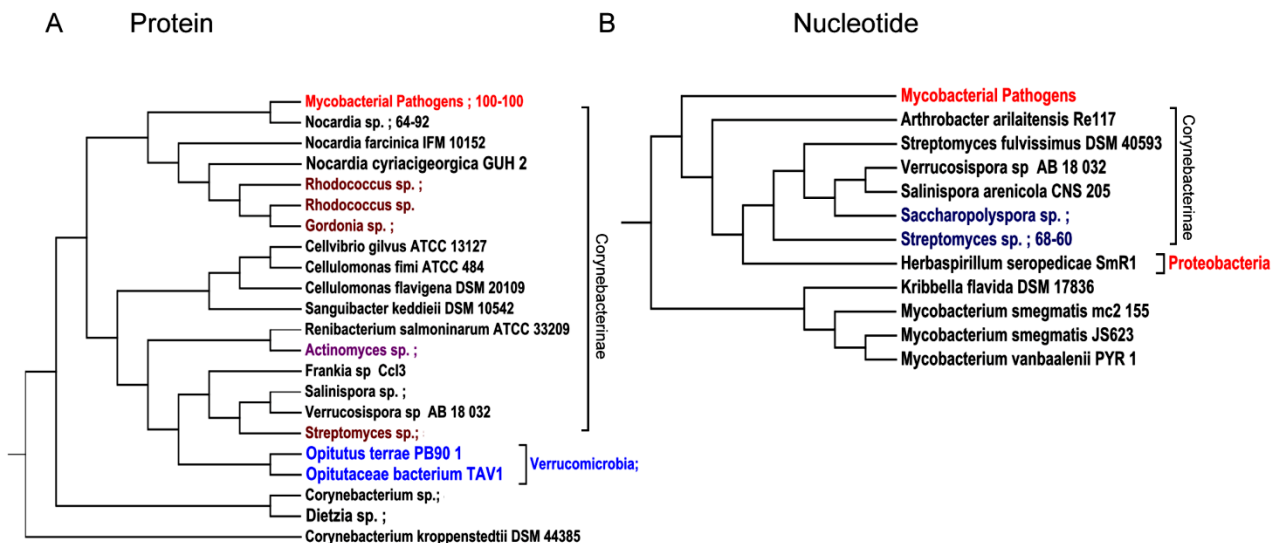 A Protein
Mycobacterial Pathogens ; 100-100
Nocardia sp. ; 64-92
Nocardia farcinica IFM 10152
Nocardia cyriacigeorgica GUH 2
Rhodococcus sp. ;
Rhodococcus sp.
Gordonia sp. ;
Cellvibrio gilvus ATCC 13127
Cellulomonas fimi ATCC 484
Cellulomonas flavigena DSM 20109
Sanguibacter keddieii DSM 10542
Renibacterium salmoninarum ATCC 33209
Actinomyces sp. ;
Frankia sp CcI3
Salinispora sp. ;
Verrucosispora sp AB 18 032
Streptomyces sp.;
Opitutus terrae PB90 1
Opitutaceae bacterium TAV1
Corynebacterium sp.;
Dietzia sp. ;
Corynebacterium kroppenstedtii DSM 44385
Corynebacterinae
Verrucomicrobia;
B Nucleotide
Mycobacterial Pathogens
Arthrobacter arilaitensis Re117
Streptomyces fulvissimus DSM 40593
Verrucosispora sp AB 18 032
Salinispora arenicola CNS 205
Saccharopolyspora sp. ;
Streptomyces sp. ; 68-60
Herbaspirillum seropedicae SmR1
Kribbella flavida DSM 17836
Mycobacterium smegmatis mc2 155
Mycobacterium smegmatis JS623
Mycobacterium vanbaalenii PYR 1
Corynebacterinae
Proteobacteria